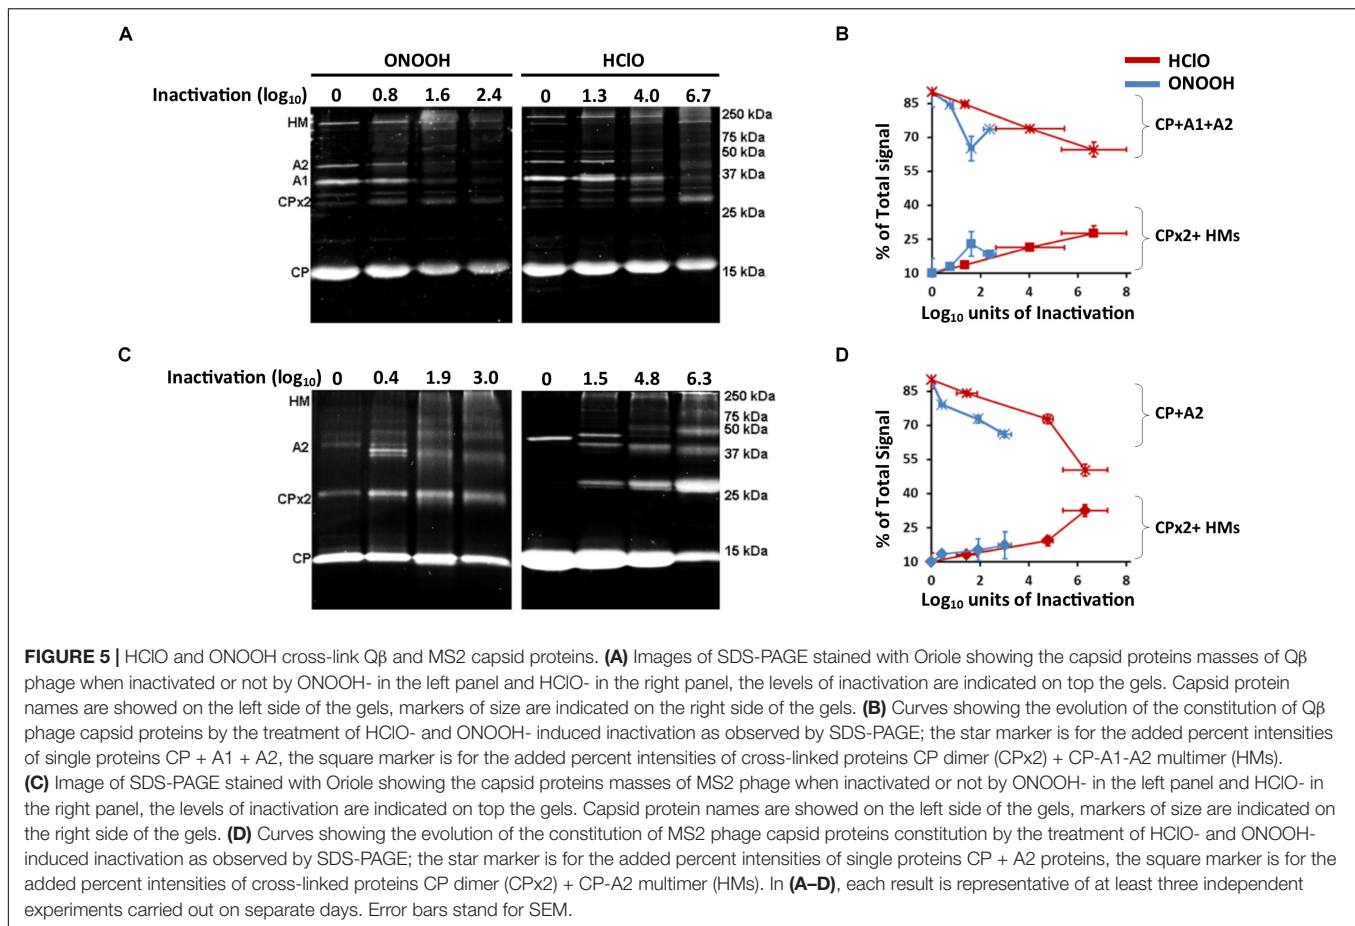 A
ONOOH HClO
Inactivation (log10) 0 0.8 1.6 2.4 0 1.3 4.0 6.7
HM
A2
A1
CPx2
CP
250 kDa
75 kDa
50 kDa
37 kDa
25 kDa
15 kDa
B
HClO
ONOOH
% of Total signal
85
70
55
40
25
10
0 2 4 6 8
Log10 units of Inactivation
CP+A1+A2
CPx2+ HMs
C
Inactivation (log10) 0 0.4 1.9 3.0 0 1.5 4.8 6.3
HM
A2
CPx2
CP
250 kDa
75 kDa
50 kDa
37 kDa
25 kDa
15 kDa
D
% of Total Signal
85
70
55
40
25
10
0 2 4 6 8
Log10 units of Inactivation
CP+A2
CPx2+ HMs
FIGURE 5 | HClO and ONOOH cross-link Qβ and MS2 capsid proteins. (A) Images of SDS-PAGE stained with Oriole showing the capsid proteins masses of Qβ
phage when inactivated or not by ONOOH- in the left panel and HClO- in the right panel, the levels of inactivation are indicated on top the gels. Capsid protein
names are showed on the left side of the gels, markers of size are indicated on the right side of the gels. (B) Curves showing the evolution of the constitution of Qβ
phage capsid proteins by the treatment of HClO- and ONOOH- induced inactivation as observed by SDS-PAGE; the star marker is for the added percent intensities
of single proteins CP + A1 + A2, the square marker is for the added percent intensities of cross-linked proteins CP dimer (CPx2) + CP-A1-A2 multimer (HMs).
(C) Image of SDS-PAGE stained with Oriole showing the capsid proteins masses of MS2 phage when inactivated or not by ONOOH- in the left panel and HClO- in
the right panel, the levels of inactivation are indicated on top the gels. Capsid protein names are showed on the left side of the gels, markers of size are indicated on
the right side of the gels. (D) Curves showing the evolution of the constitution of MS2 phage capsid proteins constitution by the treatment of HClO- and ONOOH-
induced inactivation as observed by SDS-PAGE; the star marker is for the added percent intensities of single proteins CP + A2 proteins, the square marker is for the
added percent intensities of cross-linked proteins CP dimer (CPx2) + CP-A2 multimer (HMs). In (A–D), each result is representative of at least three independent
experiments carried out on separate days. Error bars stand for SEM.